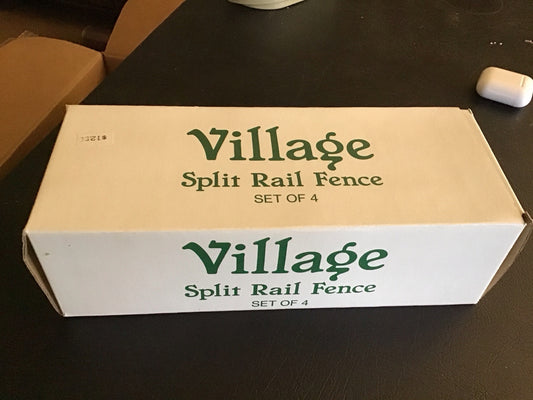 Village
Split Rail Fence
SET OF 4
Village
Split Rail Fence
SET OF 4